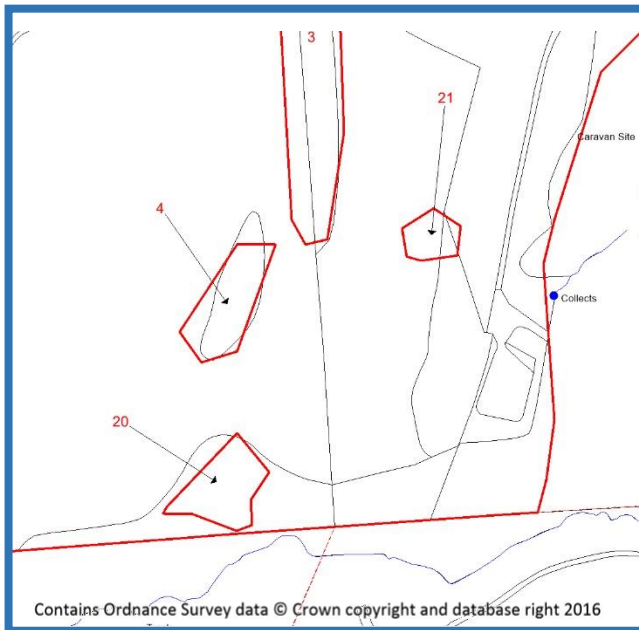 3
21
Caravan Site
4
Collects
20
Contains Ordnance Survey data © Crown copyright and database right 2016